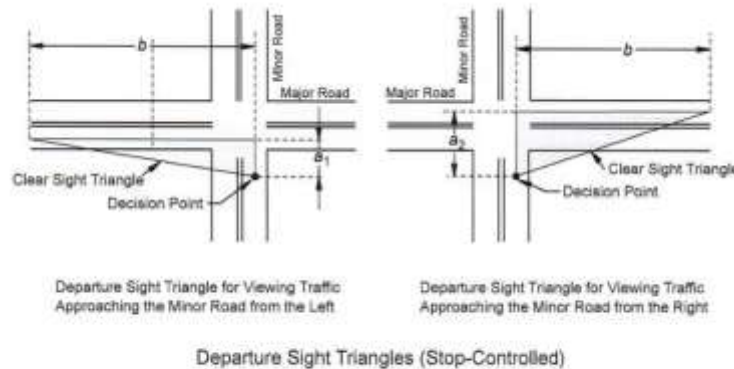 b
Minor Road
Major Road
a1
Clear Sight Triangle
Decision Point
Departure Sight Triangle for Viewing Traffic
Approaching the Minor Road from the Left
b
Minor Road
Major Road
a2
Clear Sight Triangle
Decision Point
Departure Sight Triangle for Viewing Traffic
Approaching the Minor Road from the Right
Departure Sight Triangles (Stop-Controlled)